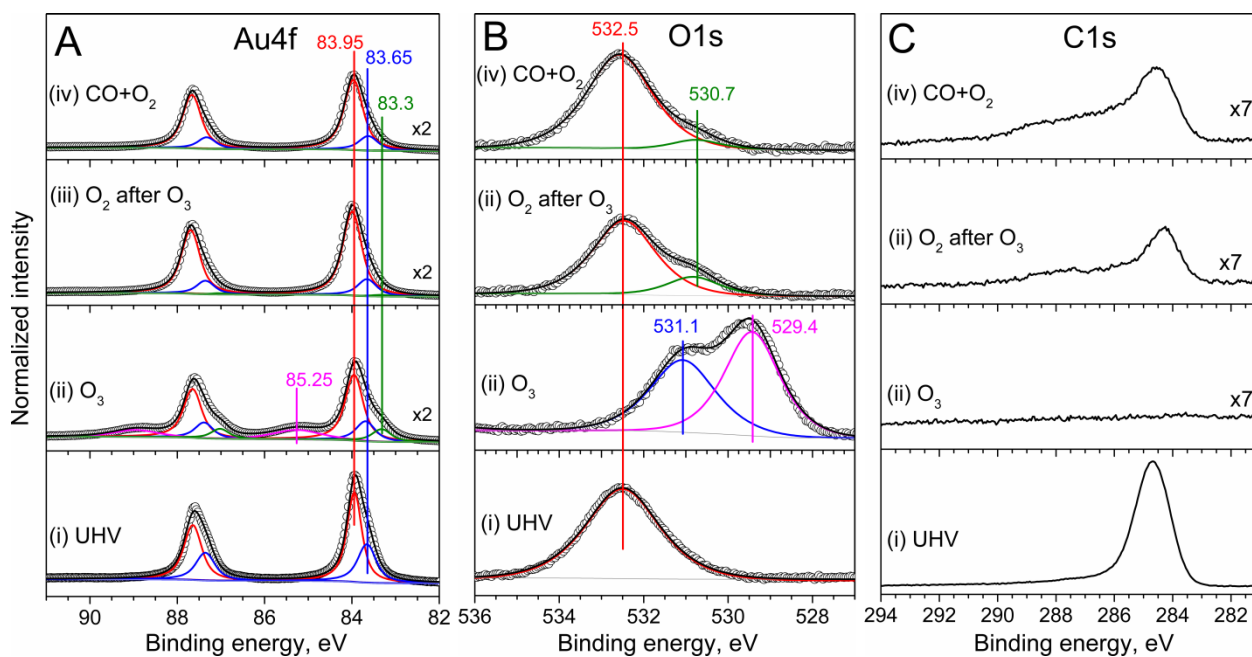 A
Au4f
83.95
83.65
83.3
(iv) CO+O₂
x2
(iii) O₂ after O₃
x2
85.25
(ii) O₃
x2
(i) UHV
90 88 86 84 82
Binding energy, eV
Normalized intensity
B
532.5
O1s
(iv) CO+O₂
530.7
(ii) O₂ after O₃
531.1
529.4
(ii) O₃
(i) UHV
536 534 532 530 528
Binding energy, eV
C
C1s
(iv) CO+O₂
x7
(ii) O₂ after O₃
x7
(ii) O₃
x7
(i) UHV
294 292 290 288 286 284 282
Binding energy, eV